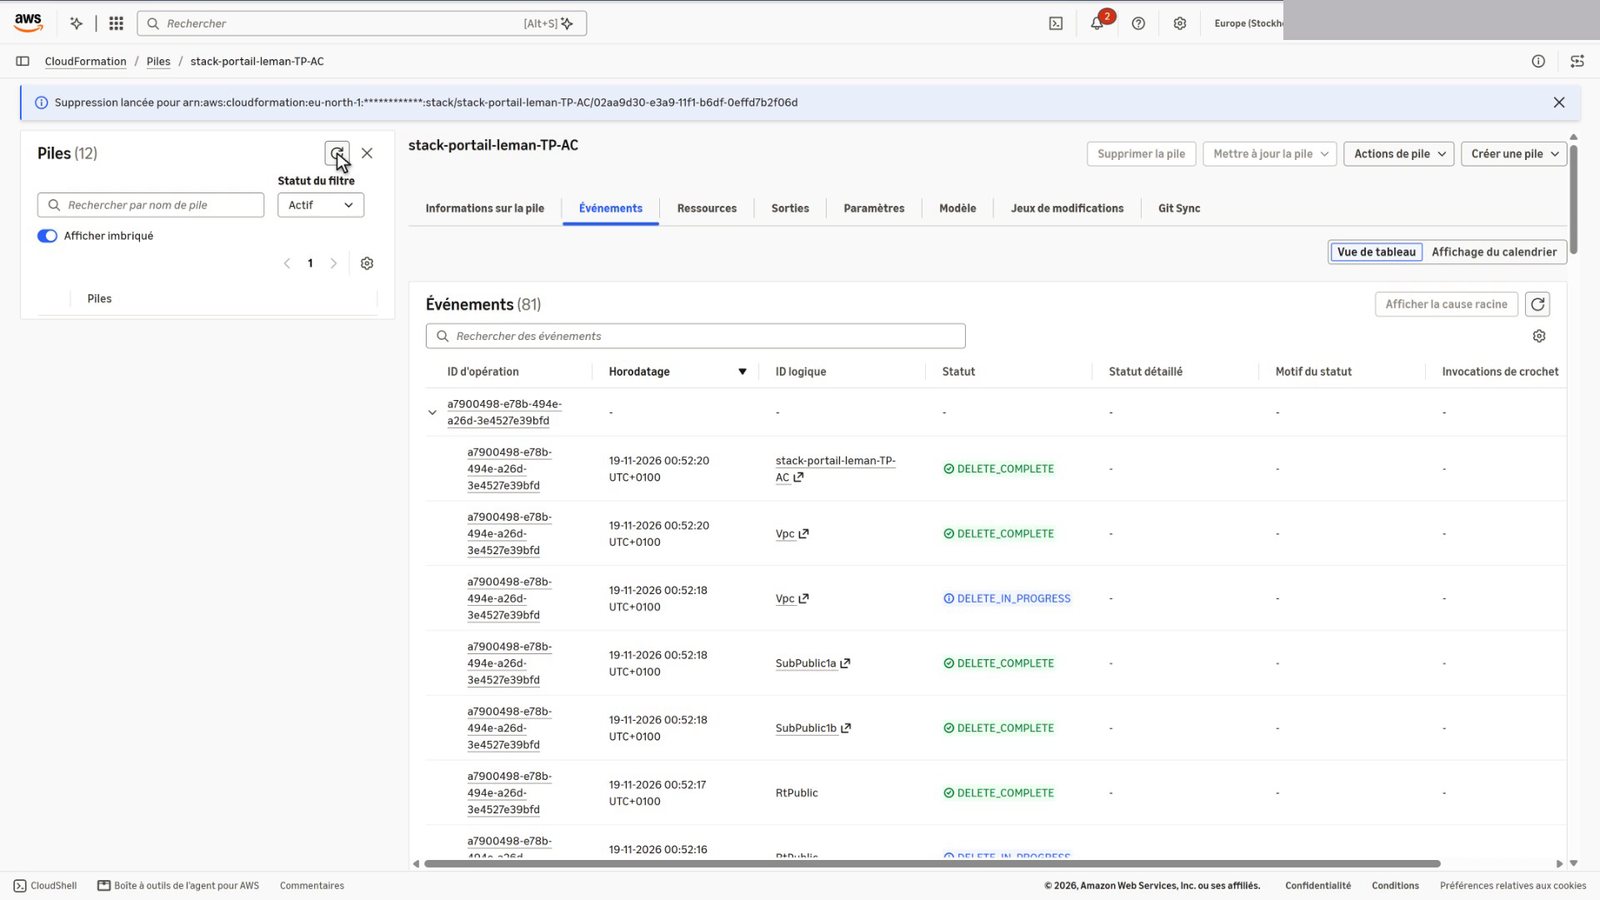 aws
Rechercher [Alt+S]
2
Europe (Stockh
CloudFormation / Piles / stack-portail-leman-TP-AC
Suppression lancée pour arn:aws:cloudformation:eu-north-1:************:stack/stack-portail-leman-TP-AC/02aa9d30-e3a9-11f1-b6df-0effd7b2f06d
Piles (12)
Statut du filtre
Rechercher par nom de pile
Actif
Afficher imbriqué
1
Piles
stack-portail-leman-TP-AC
Supprimer la pile
Mettre à jour la pile
Actions de pile
Créer une pile
Informations sur la pile
Événements
Ressources
Sorties
Paramètres
Modèle
Jeux de modifications
Git Sync
Vue de tableau
Affichage du calendrier
Événements (81)
Afficher la cause racine
Rechercher des événements
ID d'opération
Horodatage
ID logique
Statut
Statut détaillé
Motif du statut
Invocations de crochet
a7900498-e78b-494e-
a26d-3e4527e39bfd
- - - - - -
a7900498-e78b-
494e-a26d-
3e4527e39bfd
19-11-2026 00:52:20
UTC+0100
stack-portail-leman-TP-
AC
DELETE_COMPLETE
- - -
a7900498-e78b-
494e-a26d-
3e4527e39bfd
19-11-2026 00:52:20
UTC+0100
Vpc
DELETE_COMPLETE
- - -
a7900498-e78b-
494e-a26d-
3e4527e39bfd
19-11-2026 00:52:18
UTC+0100
Vpc
DELETE_IN_PROGRESS
- - -
a7900498-e78b-
494e-a26d-
3e4527e39bfd
19-11-2026 00:52:18
UTC+0100
SubPublic1a
DELETE_COMPLETE
- - -
a7900498-e78b-
494e-a26d-
3e4527e39bfd
19-11-2026 00:52:18
UTC+0100
SubPublic1b
DELETE_COMPLETE
- - -
a7900498-e78b-
494e-a26d-
3e4527e39bfd
19-11-2026 00:52:17
UTC+0100
RtPublic
DELETE_COMPLETE
- - -
a7900498-e78b-
494e-a26d-
19-11-2026 00:52:16
RtPublic
DELETE_IN_PROGRESS
CloudShell
Boîte à outils de l'agent pour AWS
Commentaires
© 2026, Amazon Web Services, Inc. ou ses affiliés.
Confidentialité
Conditions
Préférences relatives aux cookies